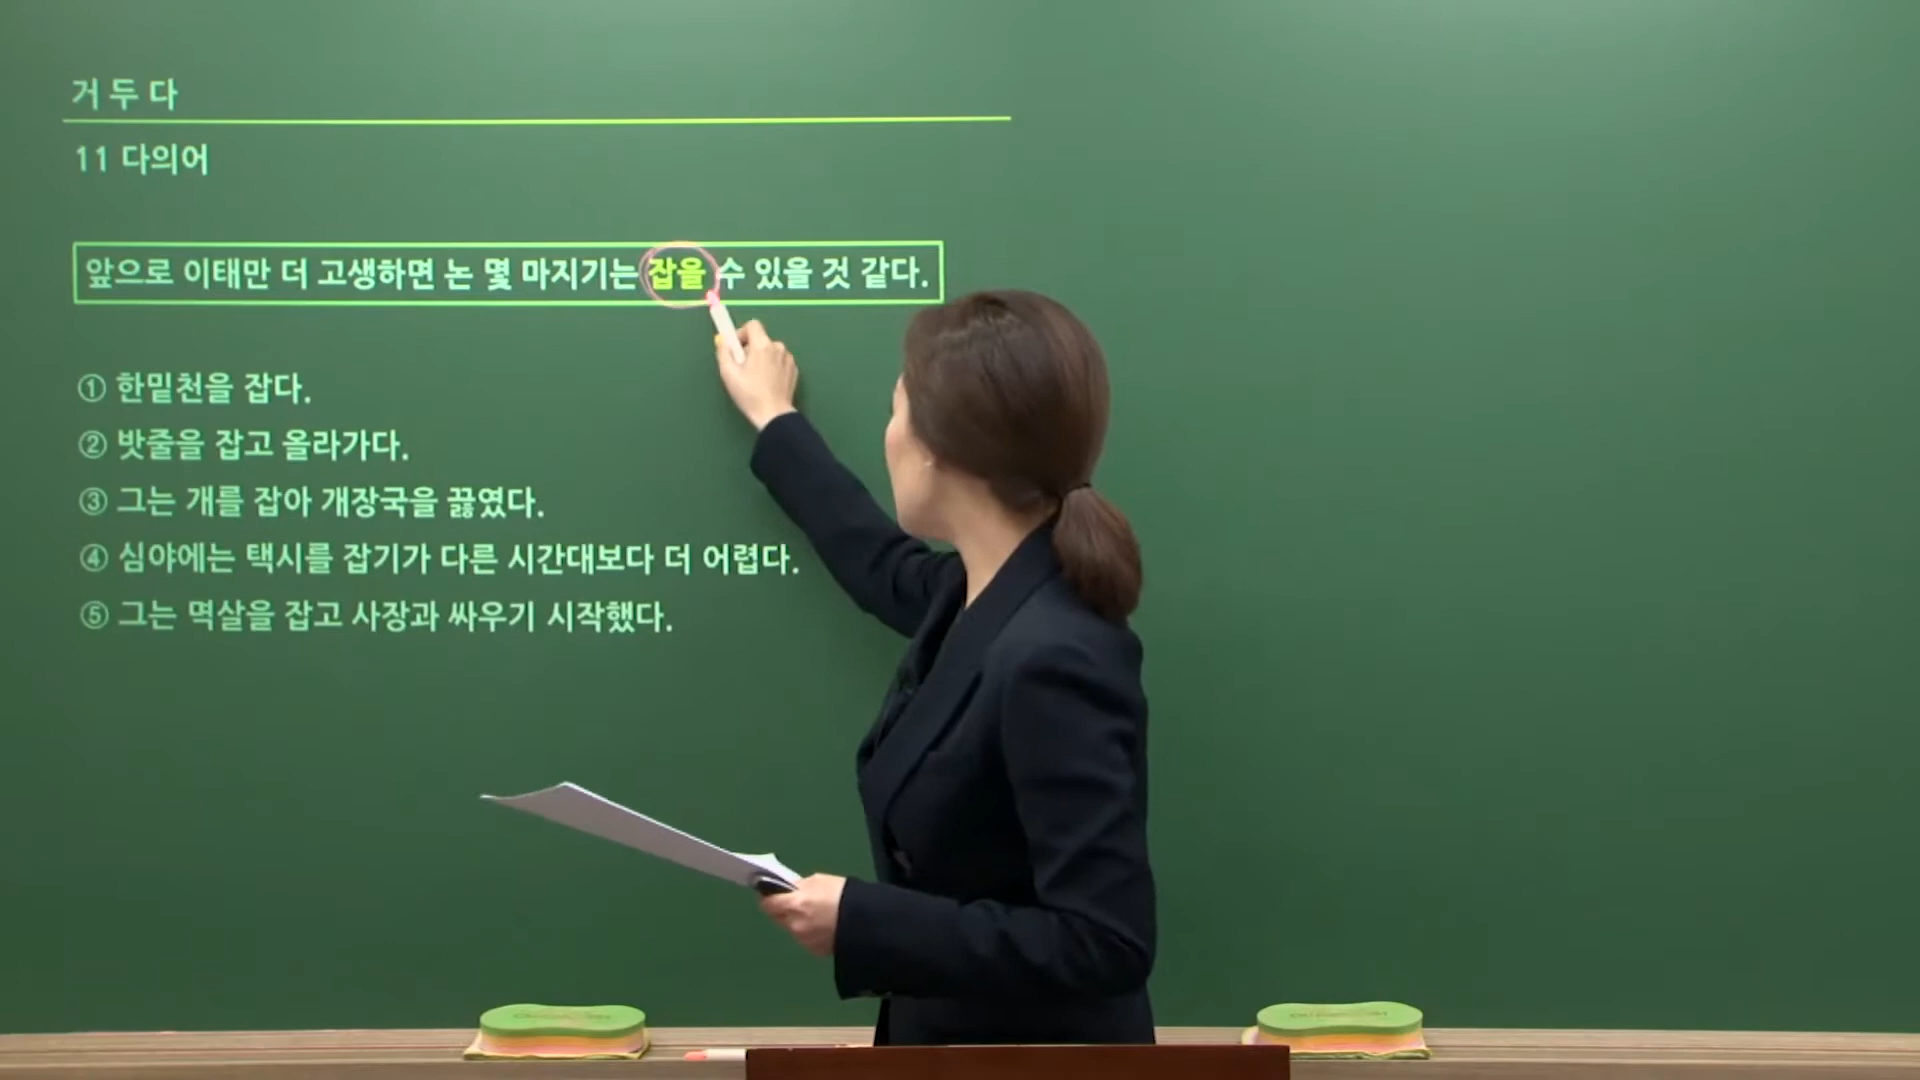 거두다
11 다의어
앞으로 이태만 더 고생하면 논 몇 마지기는 잡을 수 있을 것 같다.
① 한밑천을 잡다.
② 밧줄을 잡고 올라가다.
③ 그는 개를 잡아 개장국을 끓였다.
④ 심야에는 택시를 잡기가 다른 시간대보다 더 어렵다.
⑤ 그는 멱살을 잡고 사장과 싸우기 시작했다.